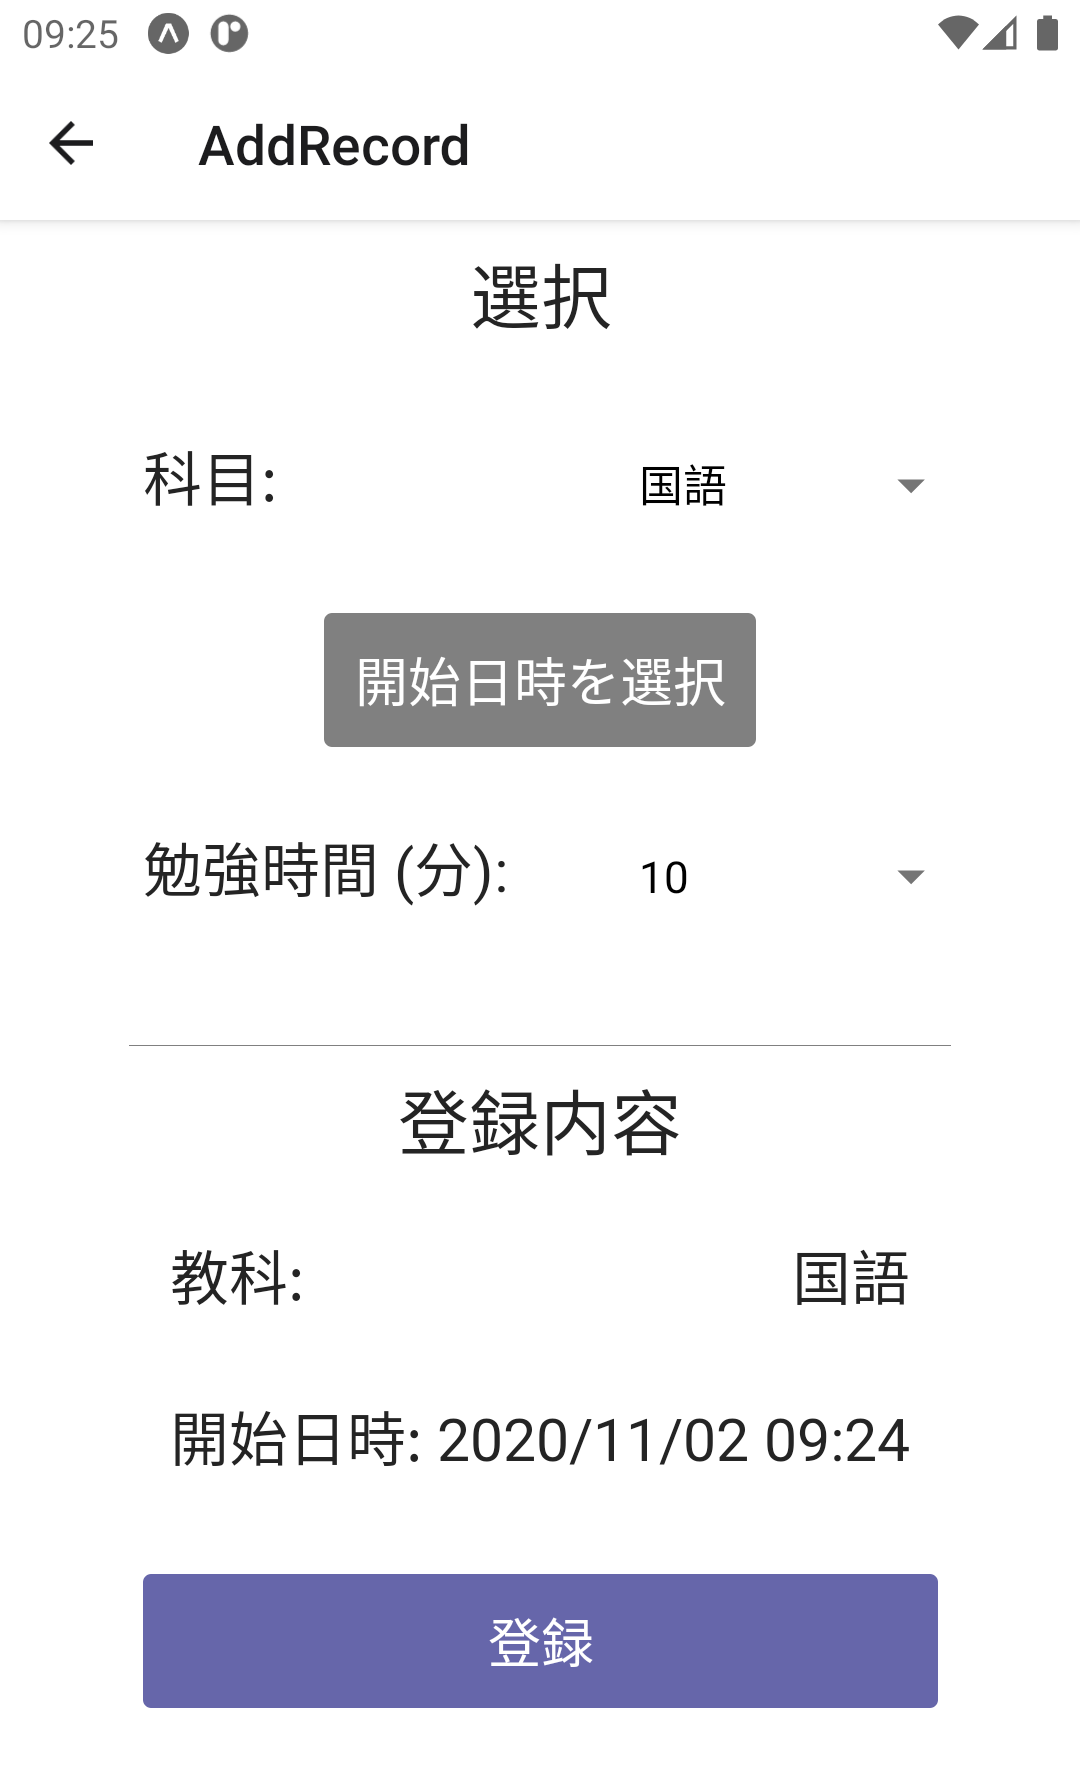 09:25
AddRecord
選択
科目: 国語
開始日時を選択
勉強時間 (分): 10
登録内容
教科: 国語
開始日時: 2020/11/02 09:24
登録